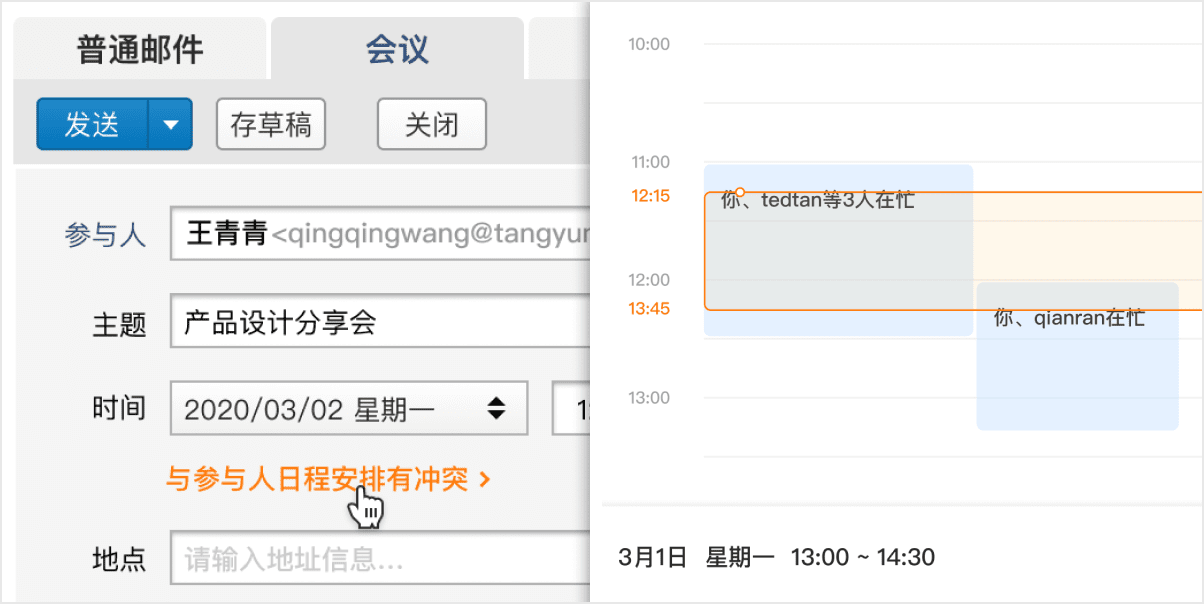 普通邮件
会议
发送
存草稿
关闭
参与人
王青青<qingqingwang@tangyun
主题
产品设计分享会
时间
2020/03/02 星期一
与参与人日程安排有冲突 >
地点
请输入地址信息...
10:00
11:00
12:15
你、tedtan等3人在忙
12:00
13:45
你、qianran在忙
13:00
3月1日 星期一 13:00 ~ 14:30